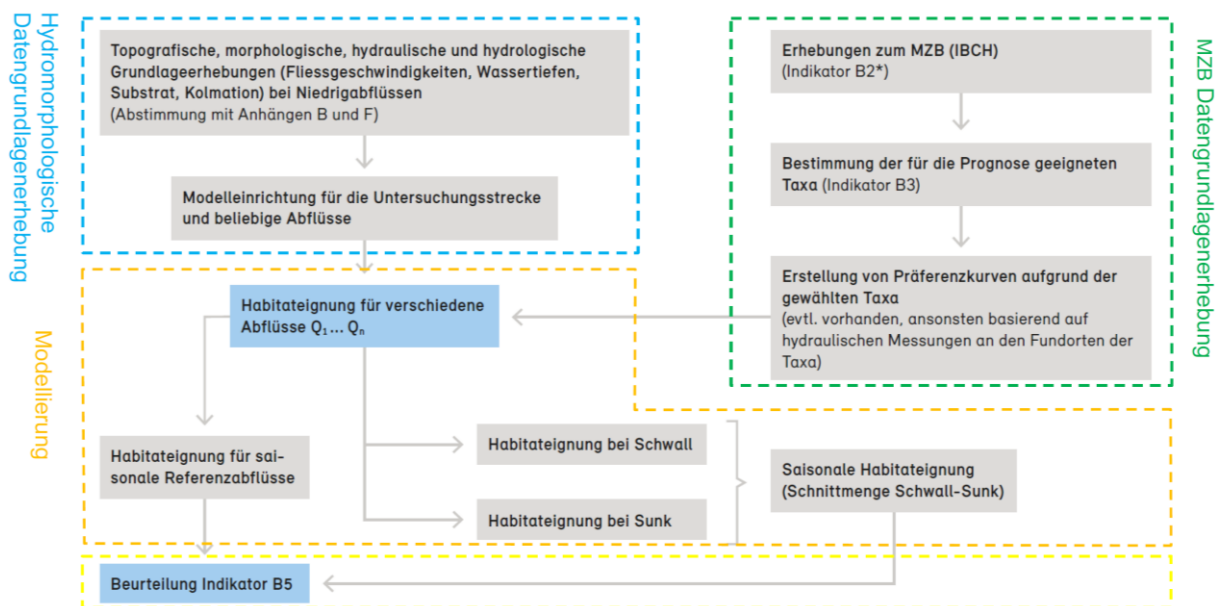 Hydromorphologische
Datengrundlagenerhebung
Topografische, morphologische, hydraulische und hydrologische
Grundlageerhebungen (Fliessgeschwindigkeiten, Wassertiefen,
Substrat, Kolmation) bei Niedrigabflüssen
(Abstimmung mit Anhängen B und F)
Modelleinrichtung für die Untersuchungsstrecke
und beliebige Abflüsse
Erhebungen zum MZB (IBCH)
(Indikator B2*)
Bestimmung der für die Prognose geeigneten
Taxa (Indikator B3)
Erstellung von Präferenzkurven aufgrund der
gewählten Taxa
(evtl. vorhanden, ansonsten basierend auf
hydraulischen Messungen an den Fundorten der
Taxa)
MZB Datengrundlagenerhebung
Modellierung
Habitateignung für verschiedene
Abflüsse Q₁ ... Qₙ
Habitateignung für sai-
sonale Referenzabflüsse
Habitateignung bei Schwall
Habitateignung bei Sunk
Saisonale Habitateignung
(Schnittmenge Schwall-Sunk)
Beurteilung Indikator B5